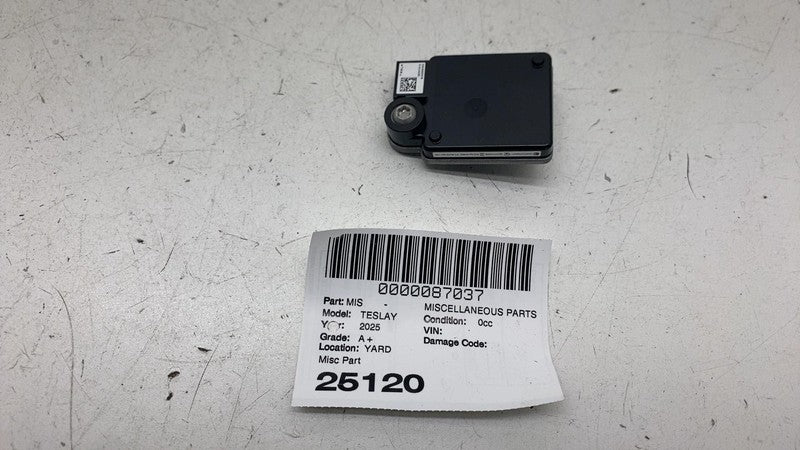 TESLA
0000087037
Part: MIS - MISCELLANEOUS PARTS
Model: TESLAY Condition: 0cc
Year: 2025 VIN:
Grade: A+ Damage Code:
Location: YARD
Misc Part
25120